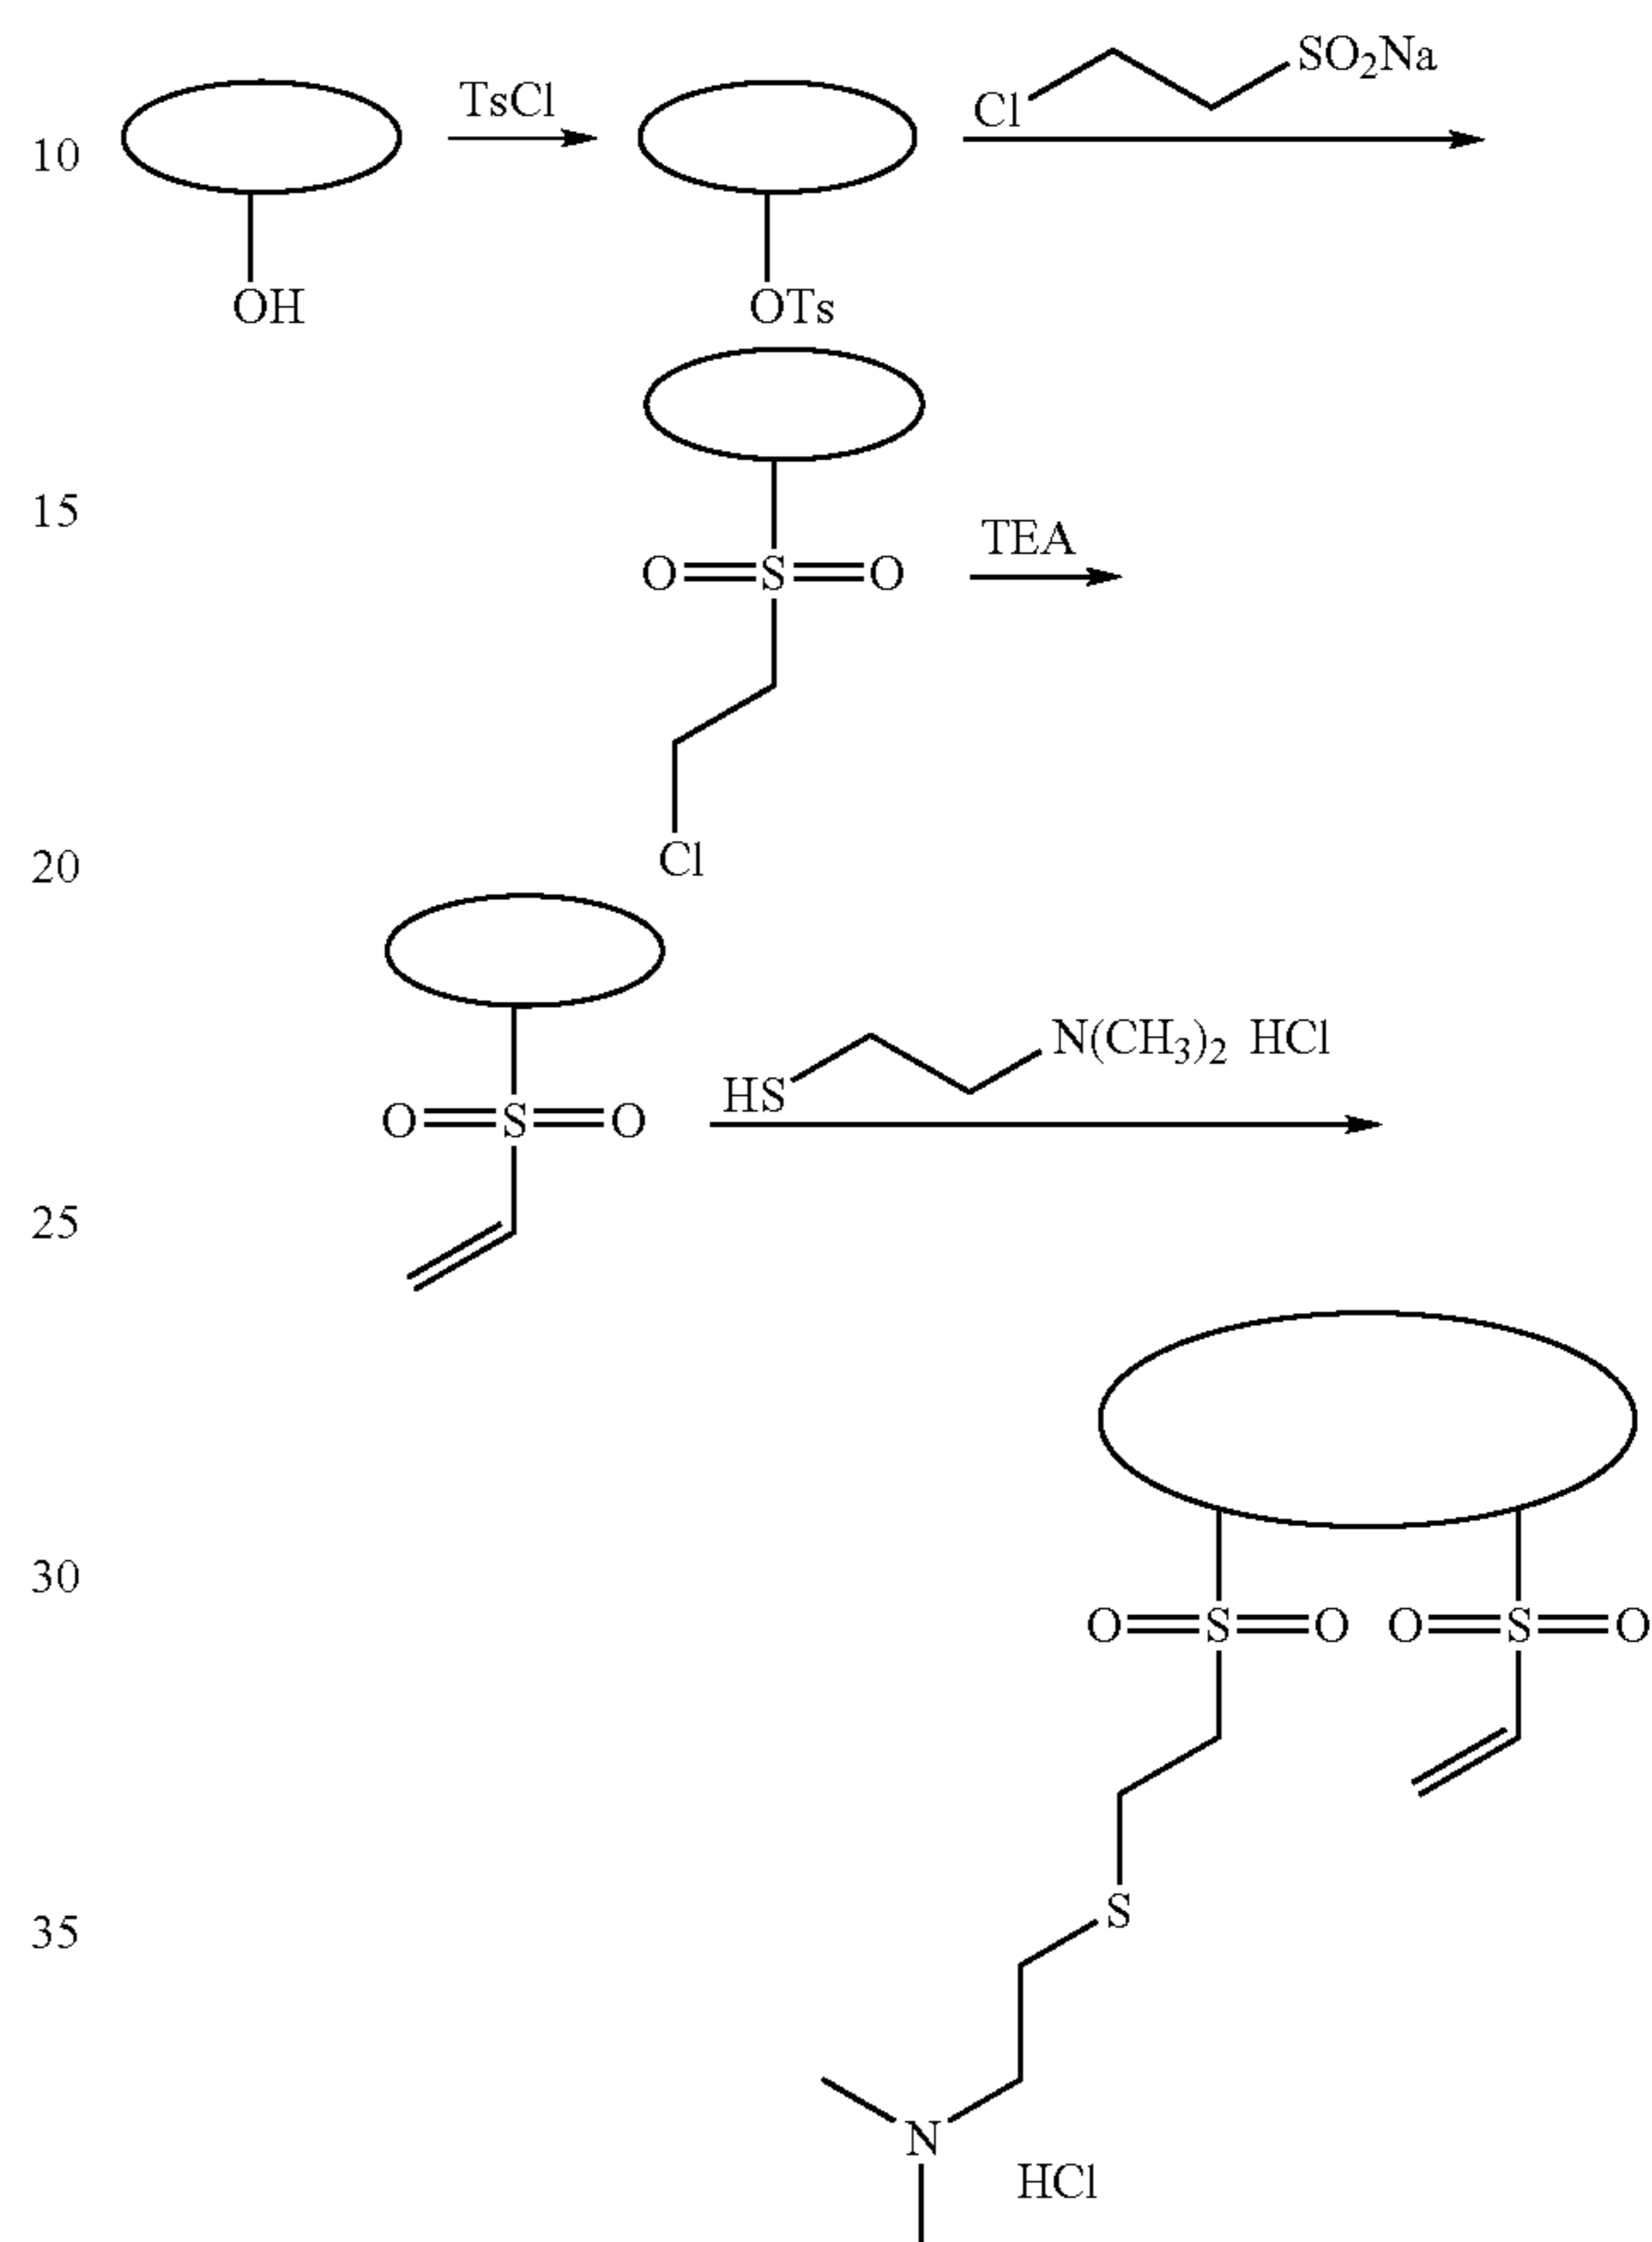 TsCl
Cl SO2Na
10
OH
OTs
15
O S O
TEA
20
Cl
HS N(CH3)2 HCl
O S O
25
30
O S O O S O
35
S
N
HCl